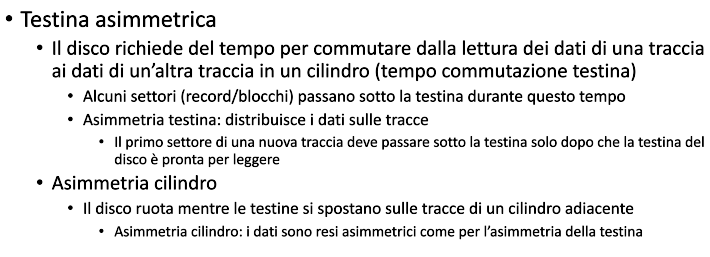 • Testina asimmetrica
• Il disco richiede del tempo per commutare dalla lettura dei dati di una traccia
ai dati di un'altra traccia in un cilindro (tempo commutazione testina)
• Alcuni settori (record/blocchi) passano sotto la testina durante questo tempo
• Asimmetria testina: distribuisce i dati sulle tracce
• Il primo settore di una nuova traccia deve passare sotto la testina solo dopo che la testina del
disco è pronta per leggere
• Asimmetria cilindro
• Il disco ruota mentre le testine si spostano sulle tracce di un cilindro adiacente
• Asimmetria cilindro: i dati sono resi asimmetrici come per l'asimmetria della testina